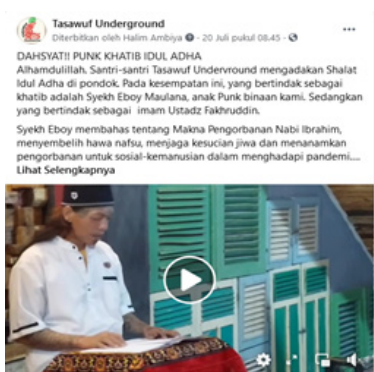 Tasawuf Underground
Diterbitkan oleh Halim Ambiya · 20 Juli pukul 08.45 ·
DAHSYAT!! PUNK KHATIB IDUL ADHA
Alhamdulillah, Santri-santri Tasawuf Undervround mengadakan Shalat
Idul Adha di pondok. Pada kesempatan ini, yang bertindak sebagai
khatib adalah Syekh Eboy Maulana, anak Punk binaan kami. Sedangkan
yang bertindak sebagai imam Ustadz Fakhruddin.
Syekh Eboy membahas tentang Makna Pengorbanan Nabi Ibrahim,
menyembelih hawa nafsu, menjaga kesucian jiwa dan menanamkan
pengorbanan untuk sosial-kemanusian dalam menghadapi pandemi....
Lihat Selengkapnya